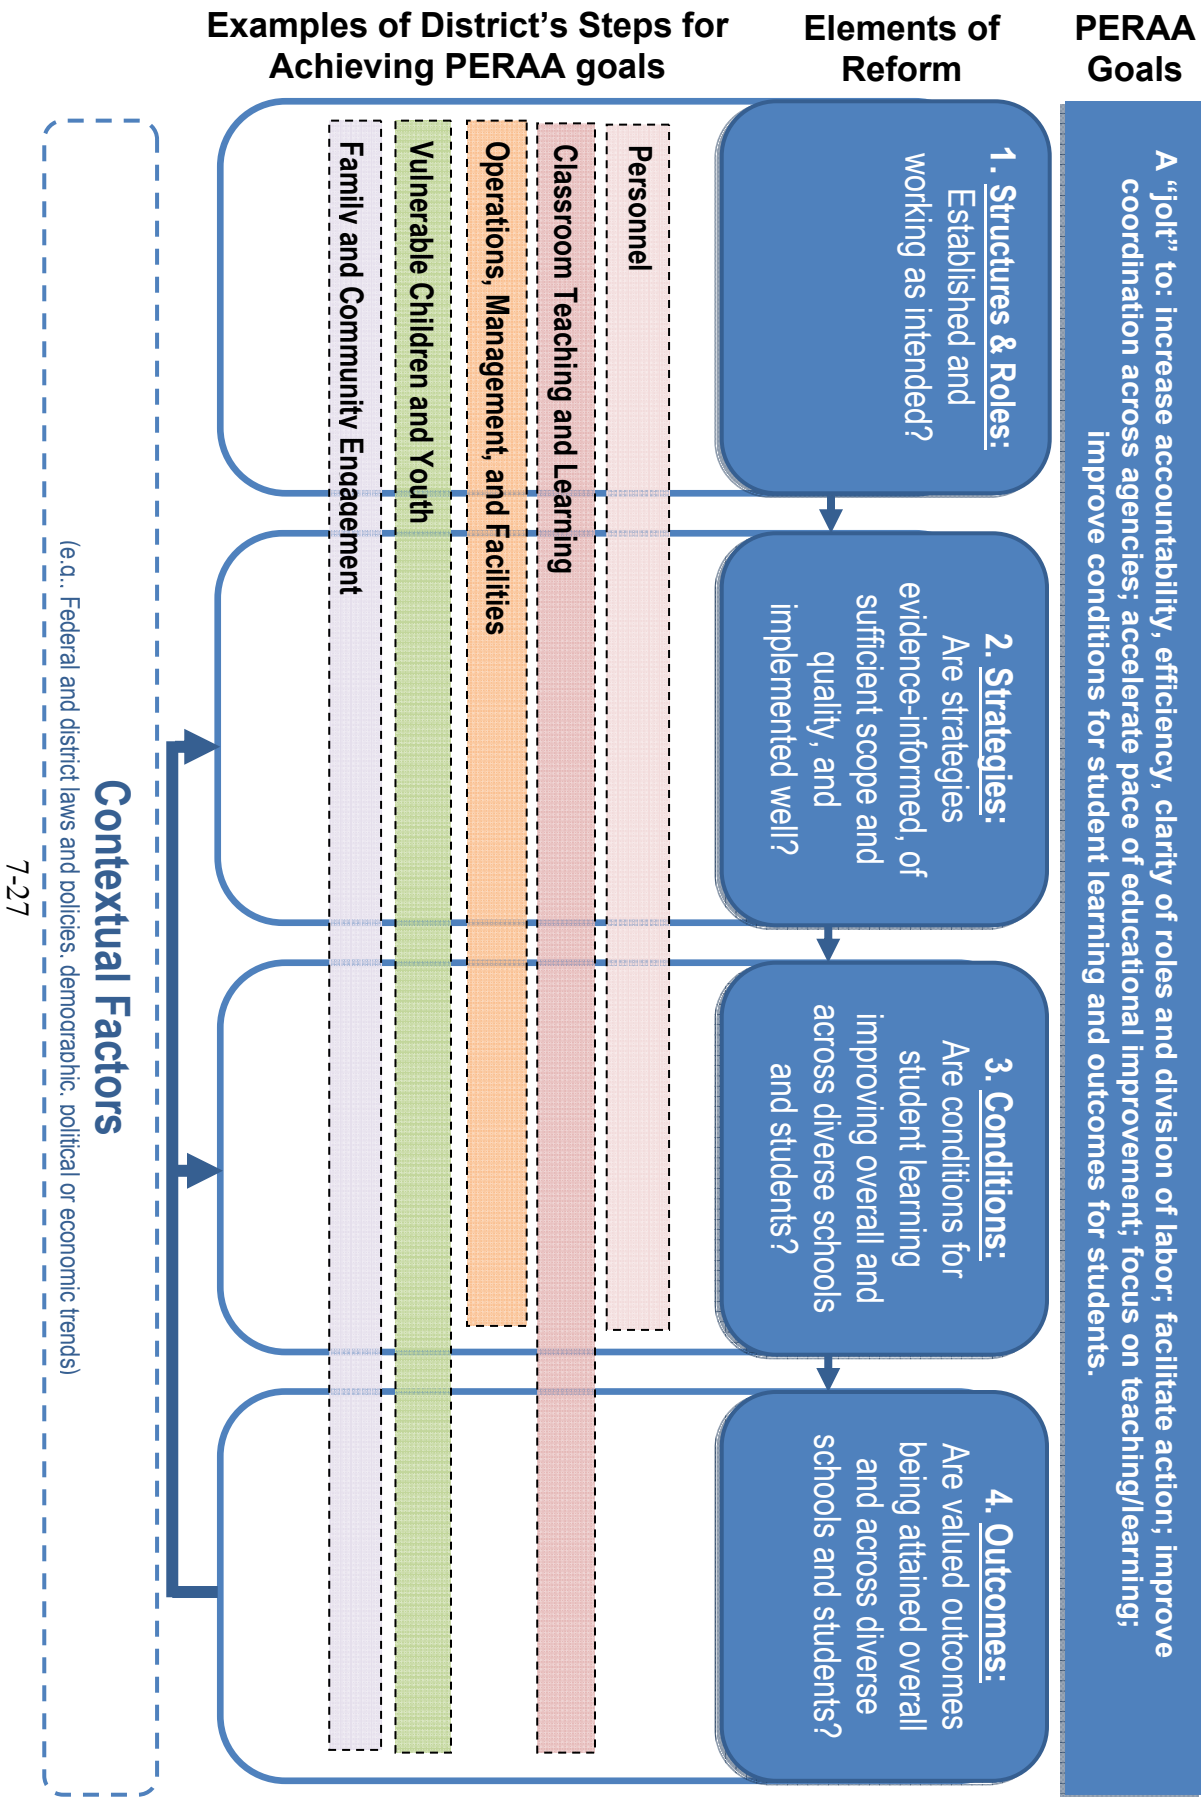 PERAA
Goals
A “jolt” to: increase accountability, efficiency, clarity of roles and division of labor; facilitate action; improve
coordination across agencies; accelerate pace of educational improvement; focus on teaching/learning;
improve conditions for student learning and outcomes for students.
Elements of
Reform
1. Structures & Roles:
Established and
working as intended?
2. Strategies:
Are strategies
evidence-informed, of
sufficient scope and
quality, and
implemented well?
3. Conditions:
Are conditions for
student learning
improving overall and
across diverse schools
and students?
4. Outcomes:
Are valued outcomes
being attained overall
and across diverse
schools and students?
Examples of District’s Steps for
Achieving PERAA goals
Personnel
Classroom Teaching and Learning
Operations, Management, and Facilities
Vulnerable Children and Youth
Family and Community Engagement
Contextual Factors
(e.g., Federal and district laws and policies, demographic, political or economic trends)
7-27